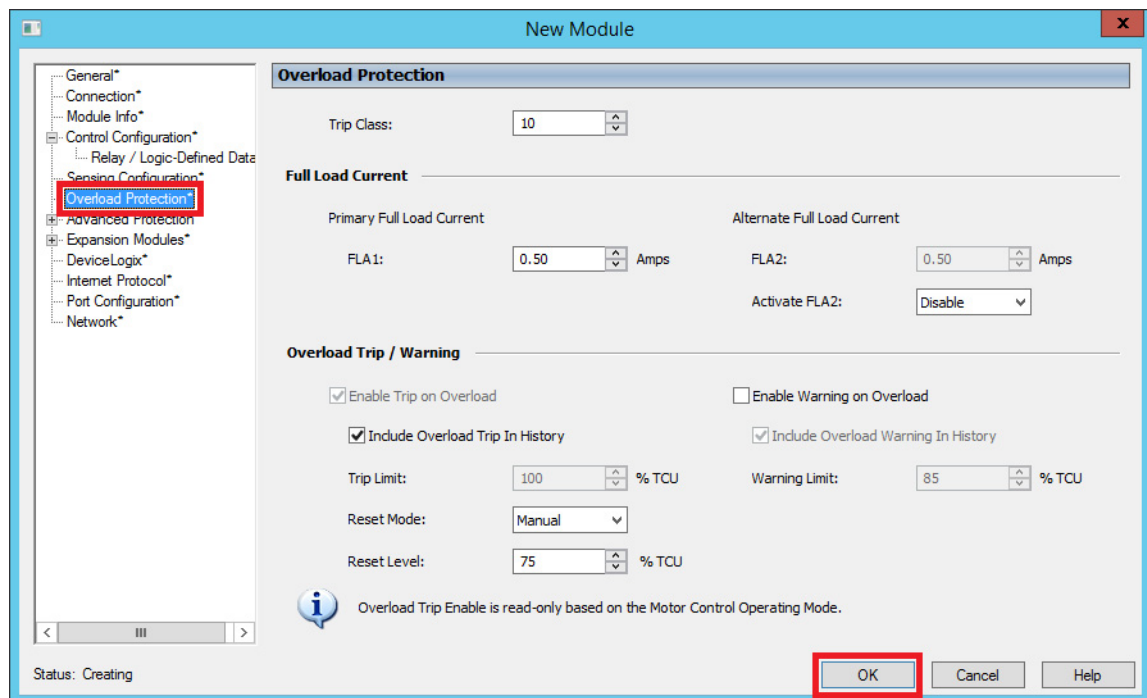 New Module
x
General*
Connection*
Module Info*
Control Configuration*
Relay / Logic-Defined Data
Sensing Configuration*
Overload Protection*
Advanced Protection
Expansion Modules*
DeviceLogix*
Internet Protocol*
Port Configuration*
Network*
Overload Protection
Trip Class: 10
Full Load Current
Primary Full Load Current Alternate Full Load Current
FLA1: 0.50 Amps FLA2: 0.50 Amps
Activate FLA2: Disable
Overload Trip / Warning
Enable Trip on Overload Enable Warning on Overload
Include Overload Trip In History Include Overload Warning In History
Trip Limit: 100 % TCU Warning Limit: 85 % TCU
Reset Mode: Manual
Reset Level: 75 % TCU
Overload Trip Enable is read-only based on the Motor Control Operating Mode.
Status: Creating OK Cancel Help